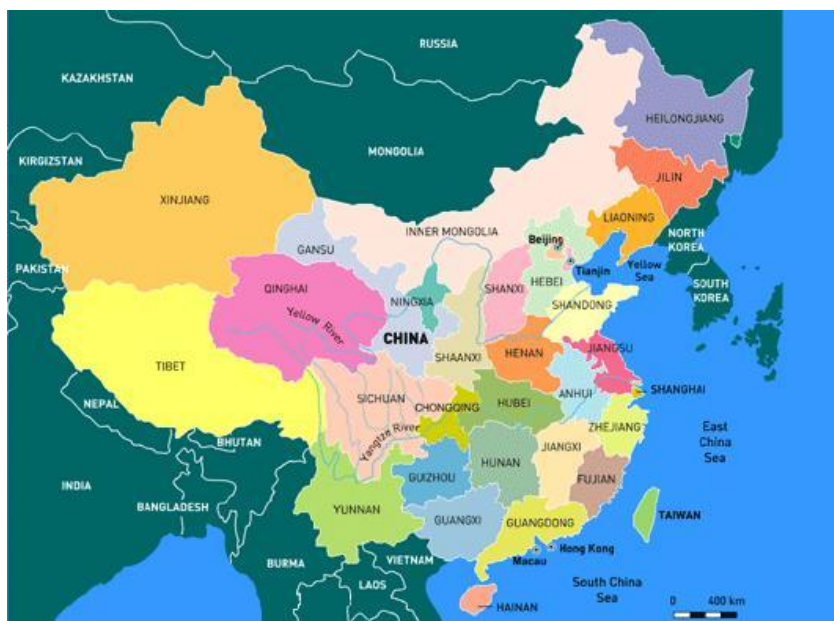 RUSSIA
KAZAKHSTAN
HEILONGJIANG
MONGOLIA
KIRGIZSTAN
JILIN
XINJIANG
LIAONING
INNER MONGOLIA
Beijing
NORTH
KOREA
GANSU
Tianjin
Yellow
Sea
PAKISTAN
QINGHAI
SHANXI
HEBEI
SOUTH
KOREA
NINGXIA
SHANDONG
Yellow River
CHINA
JIANGSU
HENAN
SHAANXI
TIBET
SHANGHAI
SICHUAN
ANHUI
CHONGQING
HUBEI
NEPAL
ZHEJIANG
East
China
Sea
Yangtze River
BHUTAN
JIANGXI
HUNAN
GUIZHOU
FUJIAN
INDIA
TAIWAN
BANGLADESH
YUNNAN
GUANGXI
GUANGDONG
Hong Kong
Macau
BURMA
VIETNAM
LAOS
South China
Sea
0 400 km
HAINAN